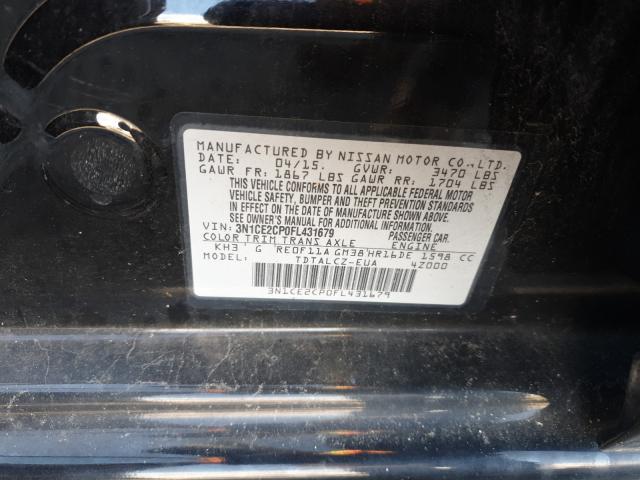 MANUFACTURED BY NISSAN MOTOR CO.,LTD.
DATE: 04/15. GVWR: 3470 LBS
GAWR FR: 1867 LBS GAWR RR: 1704 LBS
THIS VEHICLE CONFORMS TO ALL APPLICABLE FEDERAL MOTOR
VEHICLE SAFETY, BUMPER, AND THEFT PREVENTION STANDARDS
IN EFFECT ON THE DATE OF MANUFACTURE SHOWN ABOVE.
SEE OWNER'S MANUAL OR LOADING INFORMATION.
VIN: 3N1CE2CP0FL431679 PASSENGER CAR.
COLOR TRIM TRANS AXLE ENGINE
KH3 G RE0F11A GM38 HR16DE 1598 CC
MODEL: TDTALCZ-EUA 4Z000
3N1CE2CP0FL431679